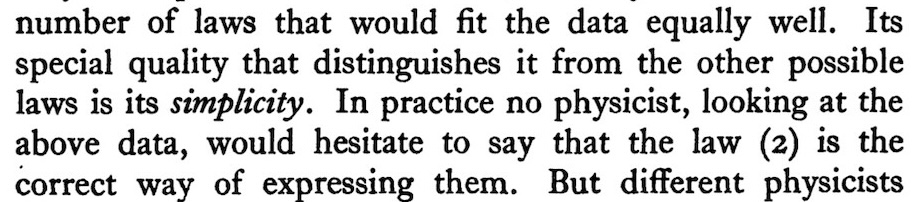 number of laws that would fit the data equally well. Its
special quality that distinguishes it from the other possible
laws is its simplicity. In practice no physicist, looking at the
above data, would hesitate to say that the law (2) is the
correct way of expressing them. But different physicists